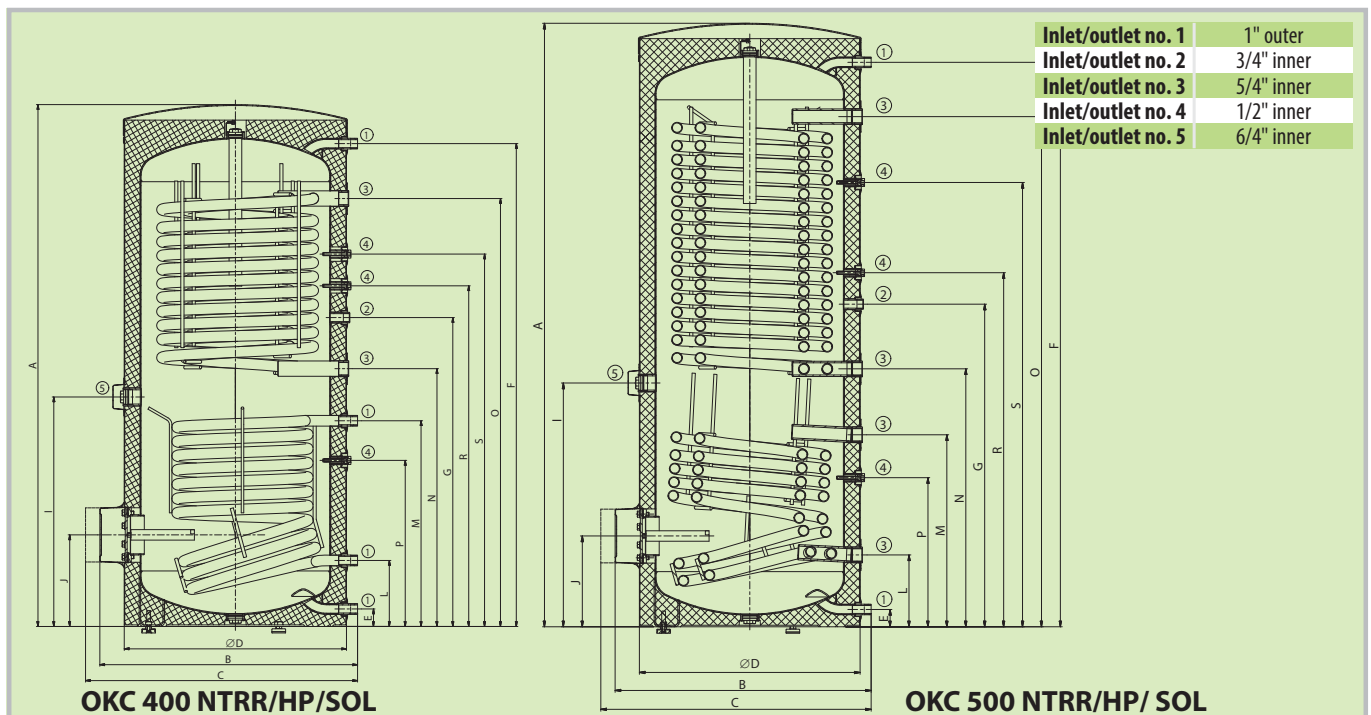 Inlet/outlet no. 1 1" outer
Inlet/outlet no. 2 3/4" inner
Inlet/outlet no. 3 5/4" inner
Inlet/outlet no. 4 1/2" inner
Inlet/outlet no. 5 6/4" inner
A
I
J
⑤
①
③
④
④
②
③
①
④
①
①
E
L
P
M
N
R
G
S
O
F
ØD
B
C
OKC 400 NTRR/HP/SOL
A
I
J
⑤
①
③
④
④
②
③
③
④
③
①
E
L
P
M
N
G
R
S
O
F
ØD
B
C
OKC 500 NTRR/HP/ SOL